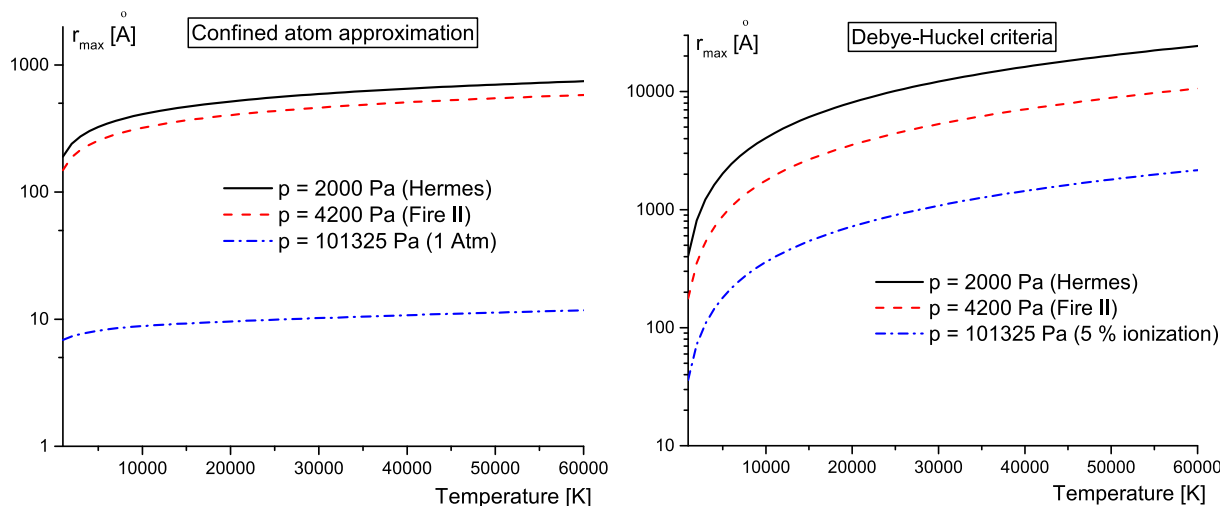 Confined atom approximation
r_max [Å]
1000
100
10
1
p = 2000 Pa (Hermes)
p = 4200 Pa (Fire II)
p = 101325 Pa (1 Atm)
10000 20000 30000 40000 50000 60000
Temperature [K]
Debye-Huckel criteria
r_max [Å]
10000
1000
100
10
p = 2000 Pa (Hermes)
p = 4200 Pa (Fire II)
p = 101325 Pa (5 % ionization)
10000 20000 30000 40000 50000 60000
Temperature [K]